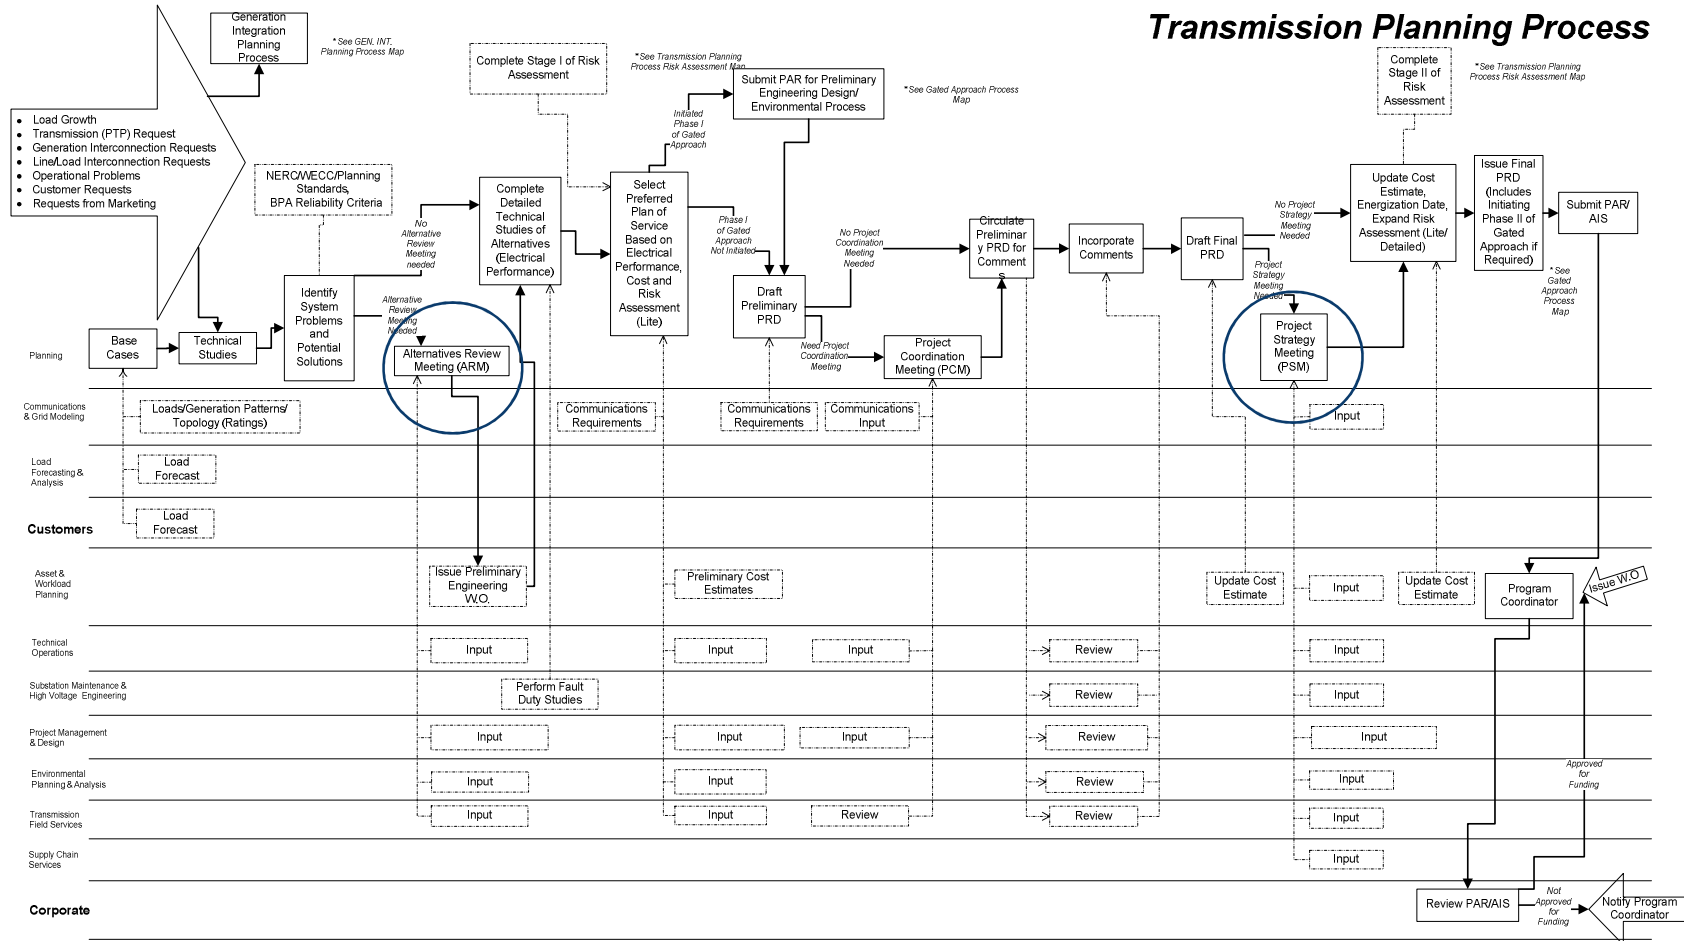 Transmission Planning Process
Generation
Integration
Planning
Process
*See GEN. INT.
Planning Process Map
Load Growth
Transmission (PTP) Request
Generation Interconnection Requests
Line/Load Interconnection Requests
Operational Problems
Customer Requests
Requests from Marketing
NERC/WECC/Planning
Standards,
BPA Reliability Criteria
Complete Stage I of Risk
Assessment
*See Transmission Planning
Process Risk Assessment Map
Submit PAR for Preliminary
Engineering Design/
Environmental Process
*See Gated Approach Process
Map
Initiated
Phase I
of Gated
Approach
Complete
Stage II of
Risk
Assessment
*See Transmission Planning
Process Risk Assessment Map
Planning
Base
Cases
Technical
Studies
Identify
System
Problems
and
Potential
Solutions
No
Alternative
Review
Meeting
needed
Alternative
Review
Meeting
Needed
Alternatives Review
Meeting (ARM)
Complete
Detailed
Technical
Studies of
Alternatives
(Electrical
Performance)
Select
Preferred
Plan of
Service
Based on
Electrical
Performance,
Cost and
Risk
Assessment
(Lite)
Phase I
of Gated
Approach
Not Initiated
Draft
Preliminary
PRD
No Project
Coordination
Meeting
Needed
Need Project
Coordination
Meeting
Project
Coordination
Meeting (PCM)
Circulate
Preliminar
y PRD for
Comment
s
Incorporate
Comments
Draft Final
PRD
No Project
Strategy
Meeting
Needed
Project
Strategy
Meeting
Needed
Project
Strategy
Meeting
(PSM)
Update Cost
Estimate,
Energization Date,
Expand Risk
Assessment (Lite/
Detailed)
Issue Final
PRD
(Includes
Initiating
Phase II of
Gated
Approach if
Required)
*See
Gated
Approach
Process
Map
Submit PAR/
AIS
Communications
& Grid Modeling
Loads/Generation Patterns/
Topology (Ratings)
Communications
Requirements
Communications
Requirements
Communications
Input
Input
Load
Forecasting &
Analysis
Load
Forecast
Customers
Load
Forecast
Asset &
Workload
Planning
Issue Preliminary
Engineering
W.O.
Preliminary Cost
Estimates
Update Cost
Estimate
Input
Update Cost
Estimate
Program
Coordinator
Issue W.O
Technical
Operations
Input
Input
Input
Review
Input
Substation Maintenance &
High Voltage Engineering
Perform Fault
Duty Studies
Review
Input
Project Management
& Design
Input
Input
Input
Review
Input
Environmental
Planning & Analysis
Input
Input
Review
Input
Approved
for
Funding
Transmission
Field Services
Input
Input
Review
Review
Input
Supply Chain
Services
Input
Corporate
Review PAR/AIS
Not
Approved
for
Funding
Notify Program
Coordinator